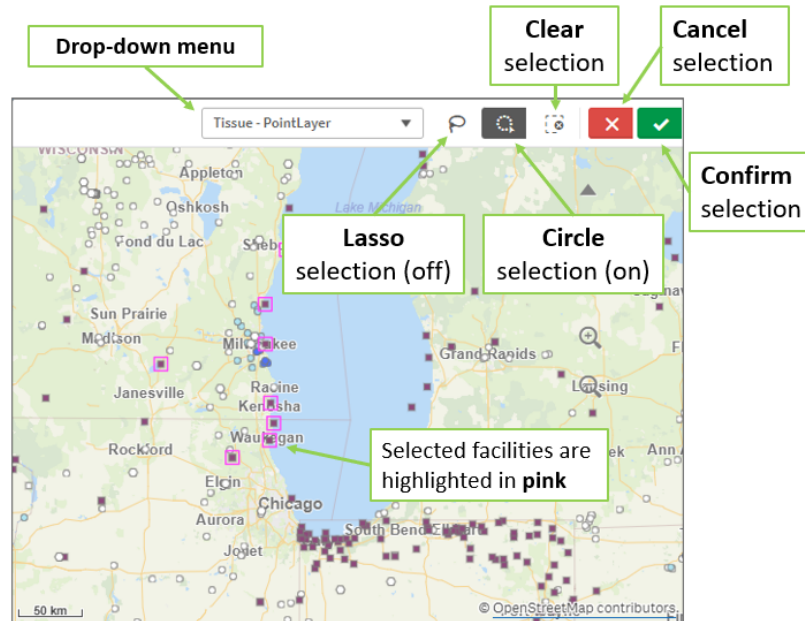 Drop-down menu
Clear
selection
Cancel
selection
Tissue - PointLayer
Confirm
selection
Lasso
selection (off)
Circle
selection (on)
WISCONSIN
Appleton
Oshkosh
Lake Michigan
Fond du Lac
Sheb
Sun Prairie
Madison
Milwaukee
Grand Rapids
Janesville
Racine
Kenosha
Lansing
Waukegan
Rockford
Selected facilities are
highlighted in pink
Ann
Elgin
Chicago
Aurora
South Bend
Joliet
50 km
© OpenStreetMap contributors